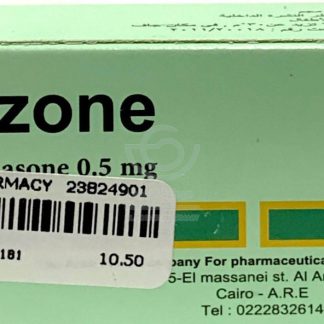 zone
asone 0.5 mg
RMACY 23824901
181
10.50
pany For pharmaceutical
5-El massanei st. Al A
Cairo - A.R.E
Tel : 0222832614